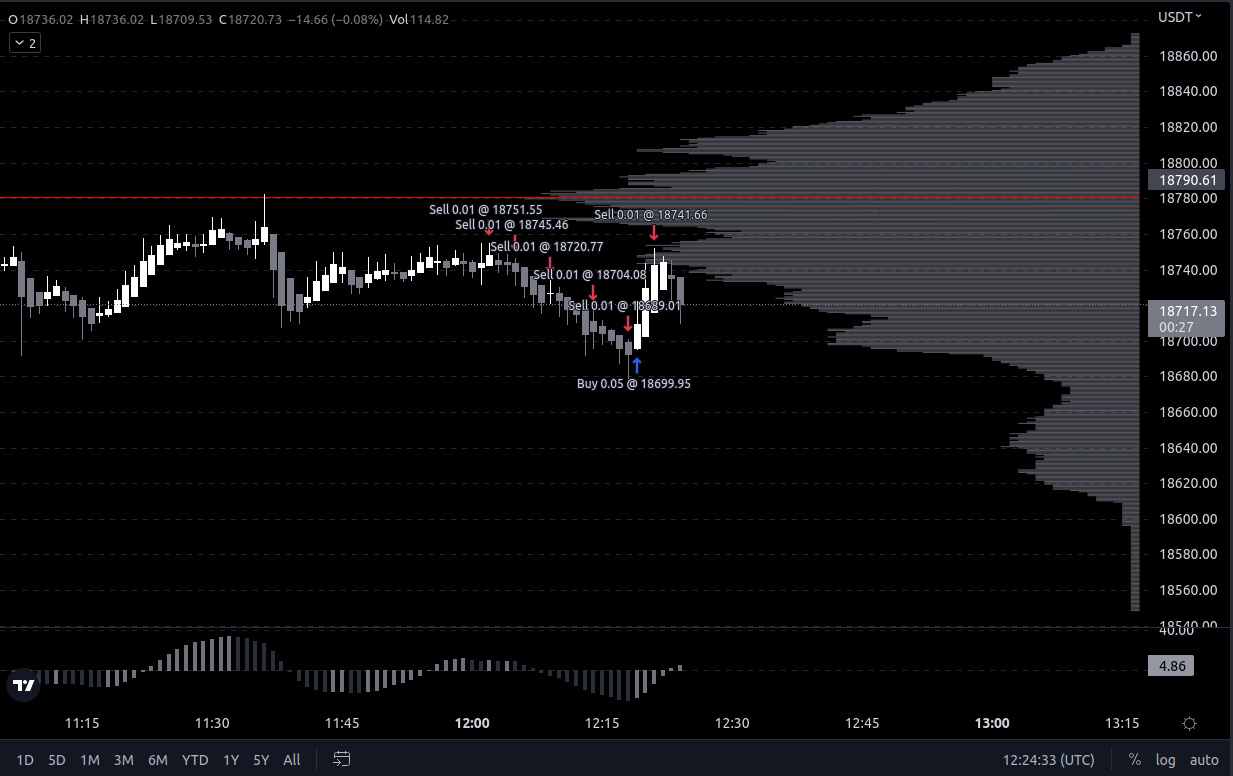 O18736.02 H18736.02 L18709.53 C18720.73 −14.66 (−0.08%) Vol114.82
USDT
2
18860.00
18840.00
18820.00
18800.00
18790.61
18780.00
Sell 0.01 @ 18751.55
Sell 0.01 @ 18741.66
Sell 0.01 @ 18745.46
18760.00
Sell 0.01 @ 18720.77
18740.00
Sell 0.01 @ 18704.08
Sell 0.01 @ 18689.01
18717.13
00:27
18700.00
18680.00
Buy 0.05 @ 18699.95
18660.00
18640.00
18620.00
18600.00
18580.00
18560.00
18540.00
40.00
4.86
11:15 11:30 11:45 12:00 12:15 12:30 12:45 13:00 13:15
1D 5D 1M 3M 6M YTD 1Y 5Y All 12:24:33 (UTC) % log auto